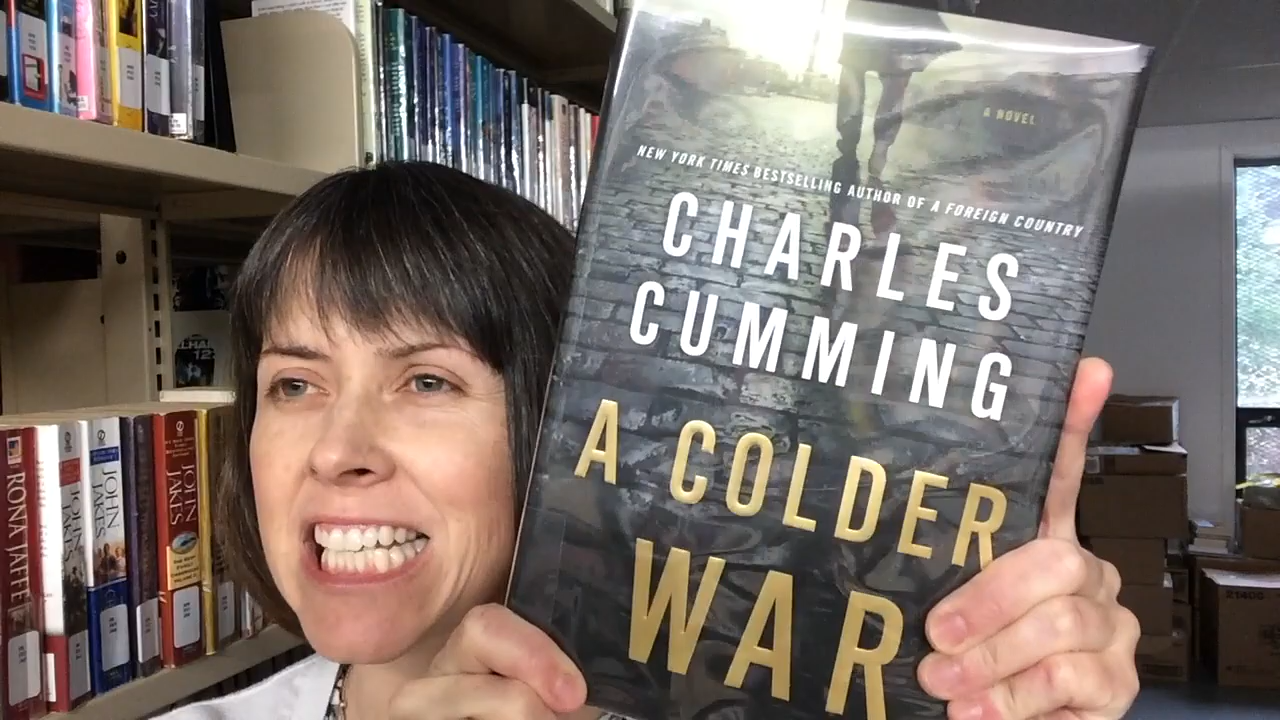 A NOVEL
NEW YORK TIMES BESTSELLING AUTHOR OF A FOREIGN COUNTRY
CHARLES
CUMMING
A COLDER
WAR
RONA JAFFE
JOHN JAKES
JOHN JAKES
JOHN JAKES